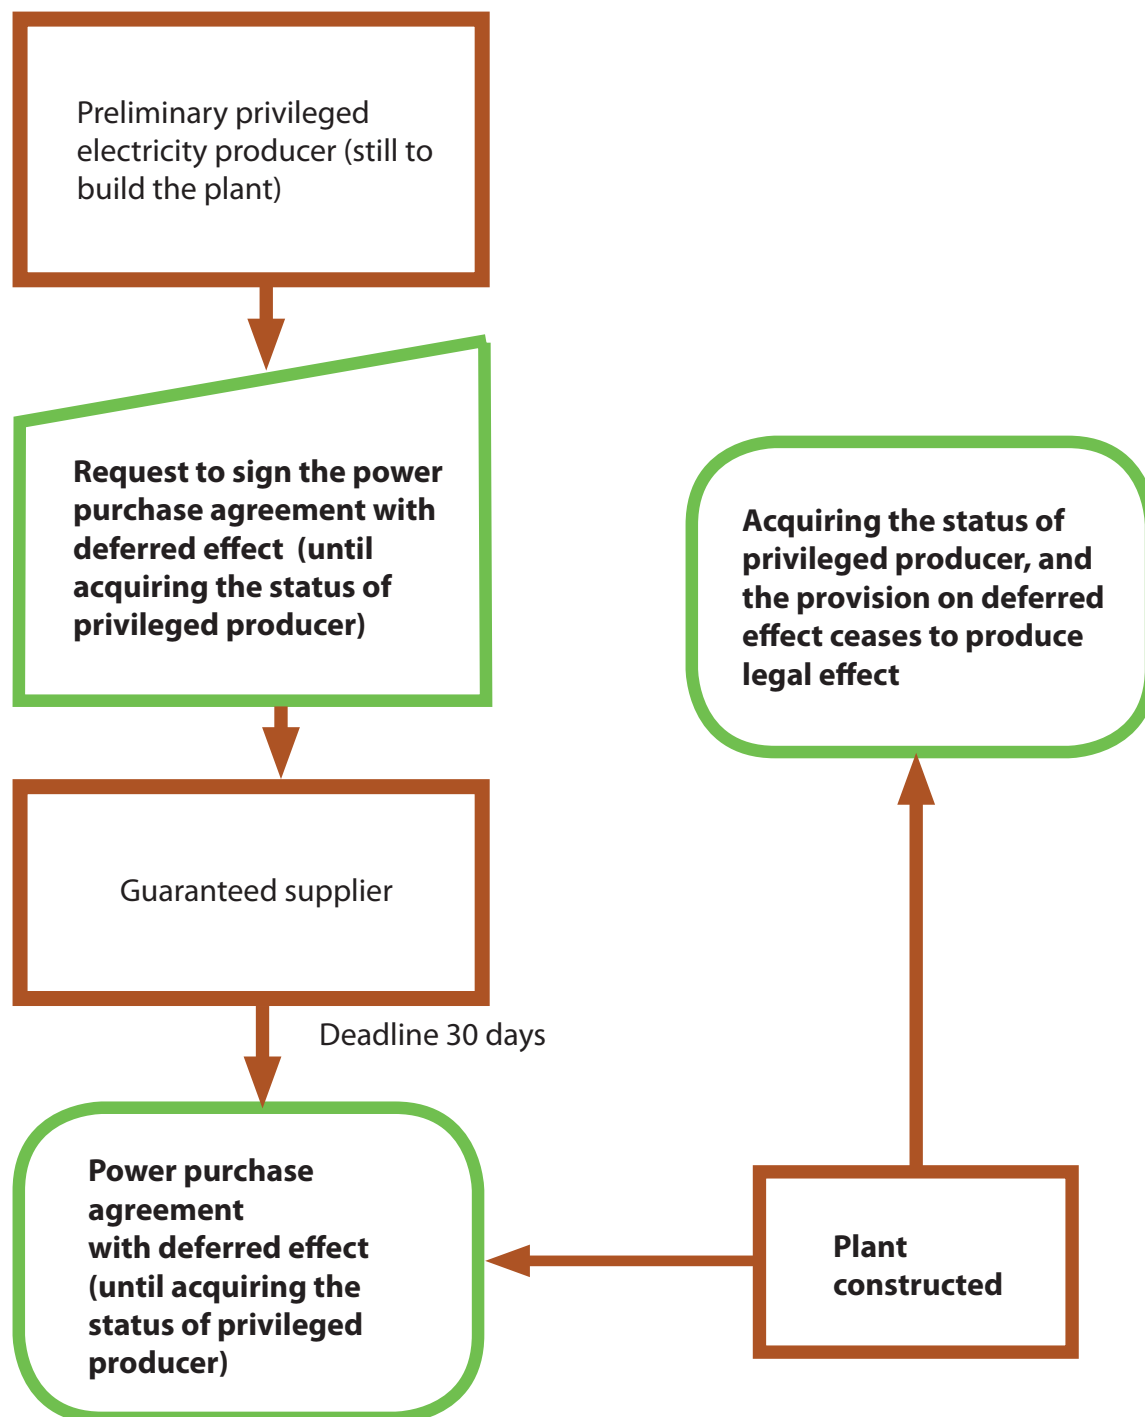 Preliminary privileged
electricity producer (still to
build the plant)
Request to sign the power
purchase agreement with
deferred effect  (until
acquiring the status of
privileged producer)
Acquiring the status of
privileged producer, and
the provision on deferred
effect ceases to produce
legal effect
Guaranteed supplier
Deadline 30 days
Power purchase
agreement
with deferred effect
(until acquiring the
status of privileged
producer)
Plant
constructed